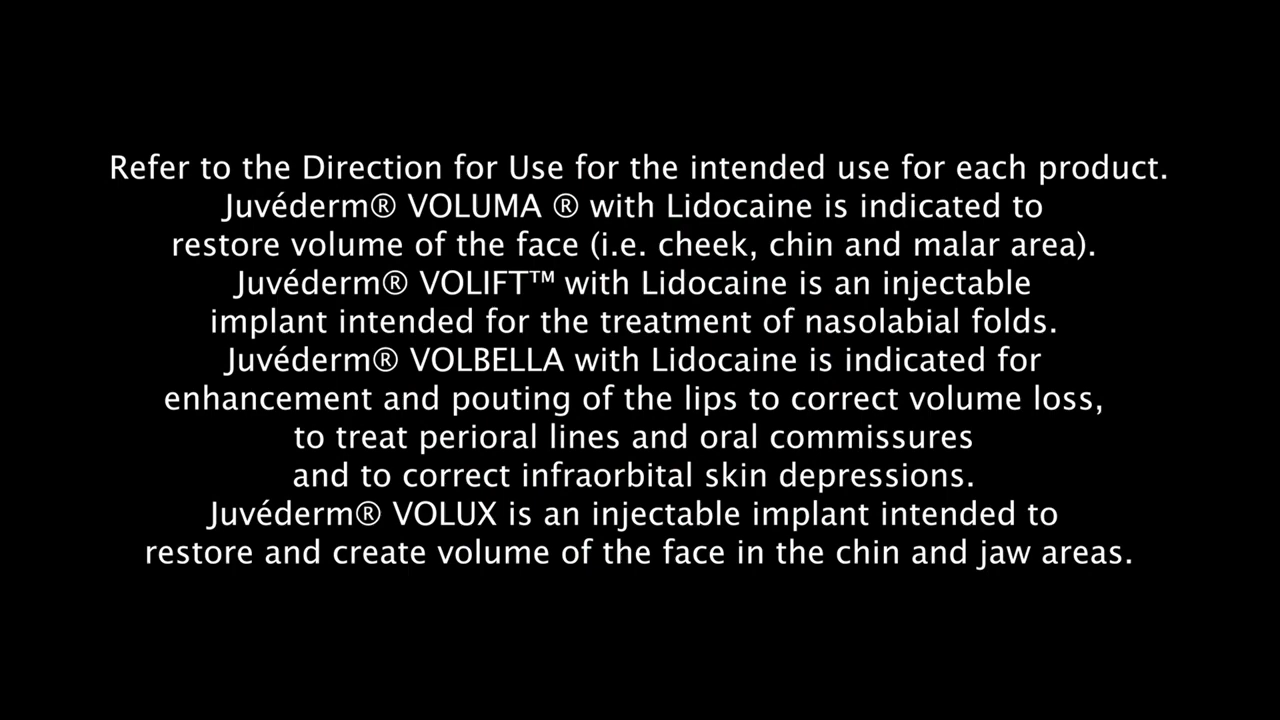 Refer to the Direction for Use for the intended use for each product.
Juvéderm® VOLUMA ® with Lidocaine is indicated to
restore volume of the face (i.e. cheek, chin and malar area).
Juvéderm® VOLIFT™ with Lidocaine is an injectable
implant intended for the treatment of nasolabial folds.
Juvéderm® VOLBELLA with Lidocaine is indicated for
enhancement and pouting of the lips to correct volume loss,
to treat perioral lines and oral commissures
and to correct infraorbital skin depressions.
Juvéderm® VOLUX is an injectable implant intended to
restore and create volume of the face in the chin and jaw areas.